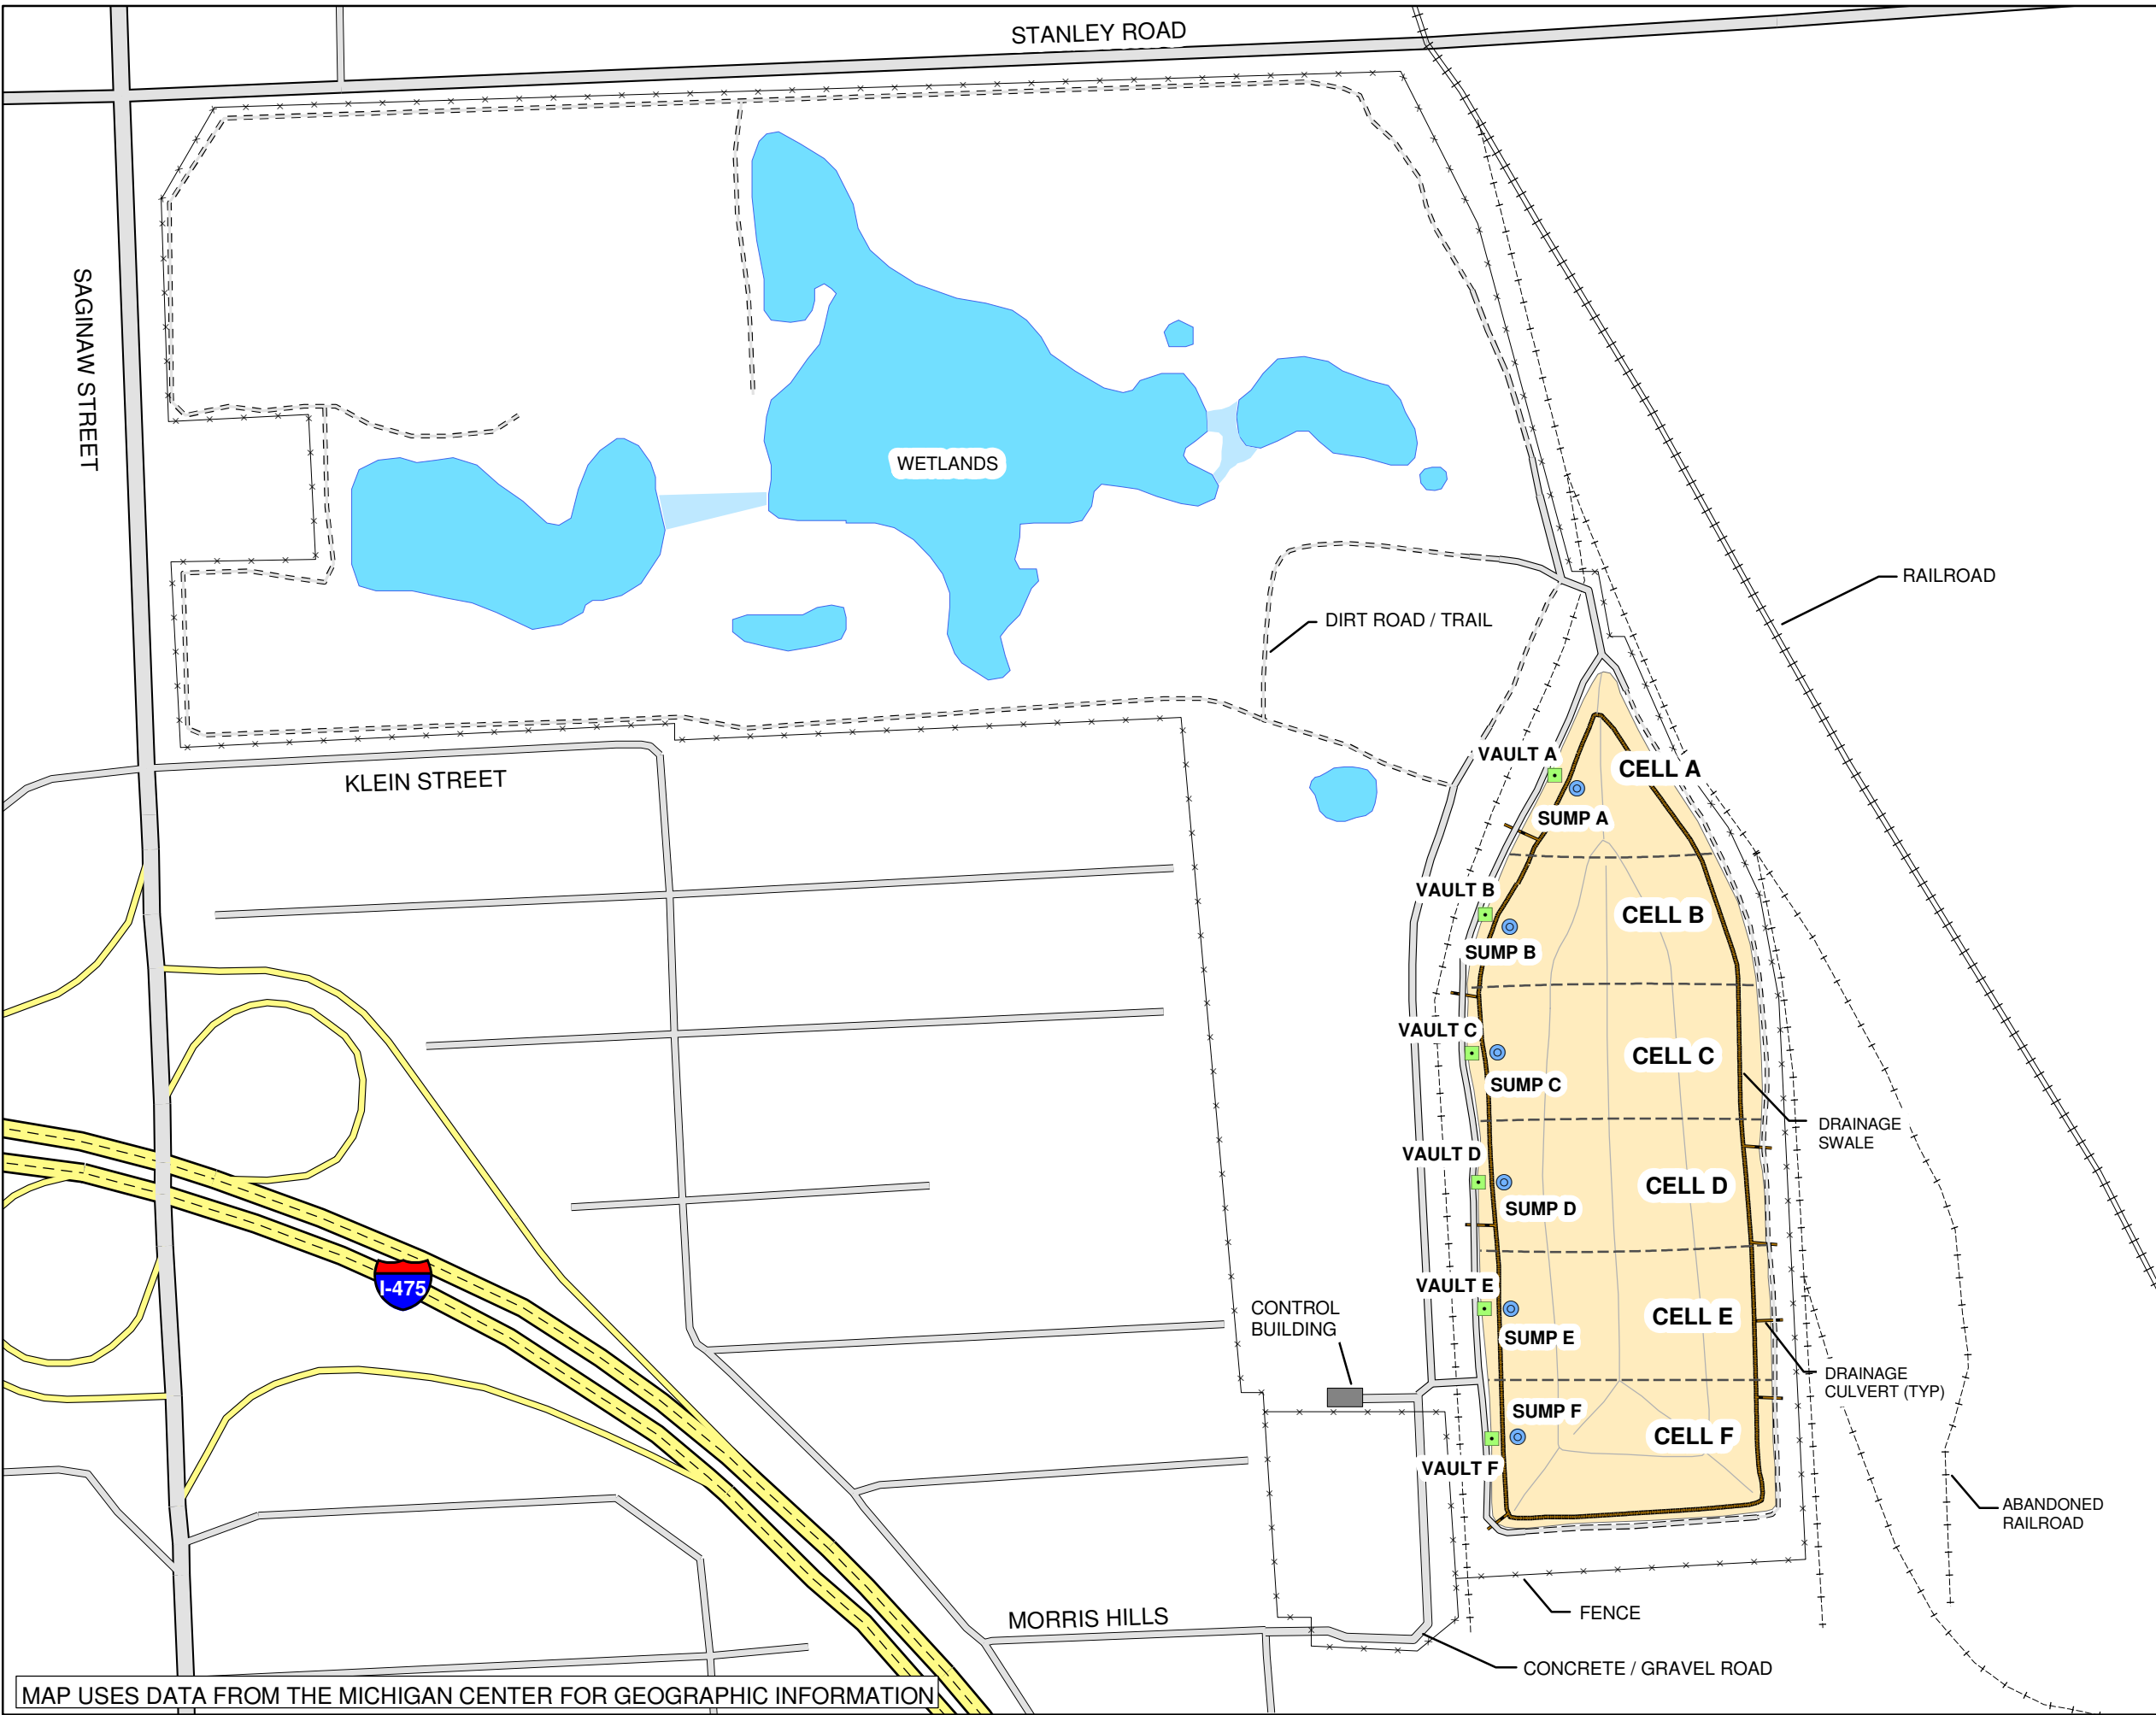 STANLEY ROAD
SAGINAW STREET
WETLANDS
RAILROAD
DIRT ROAD / TRAIL
KLEIN STREET
VAULT A
CELL A
SUMP A
VAULT B
CELL B
SUMP B
VAULT C
CELL C
SUMP C
DRAINAGE
SWALE
VAULT D
CELL D
SUMP D
VAULT E
I-475
CONTROL
BUILDING
CELL E
SUMP E
DRAINAGE
CULVERT (TYP)
SUMP F
CELL F
VAULT F
ABANDONED
RAILROAD
FENCE
MORRIS HILLS
CONCRETE / GRAVEL ROAD
MAP USES DATA FROM THE MICHIGAN CENTER FOR GEOGRAPHIC INFORMATION